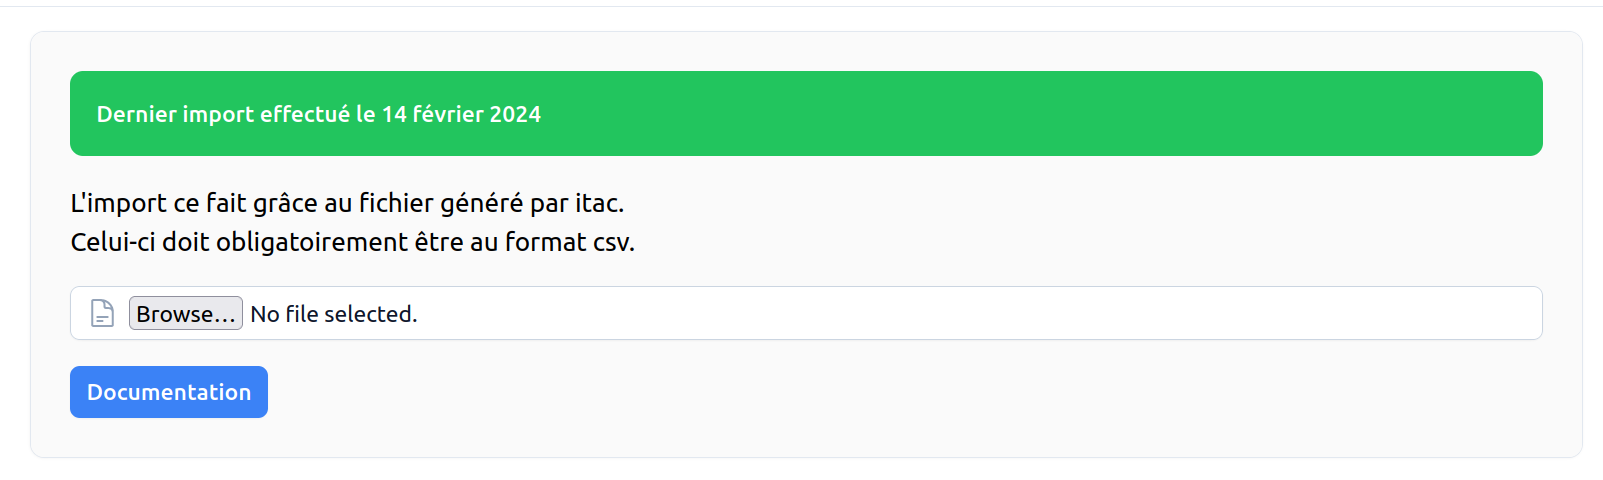 Dernier import effectué le 14 février 2024
L'import ce fait grâce au fichier généré par itac.
Celui-ci doit obligatoirement être au format csv.
Browse... No file selected.
Documentation